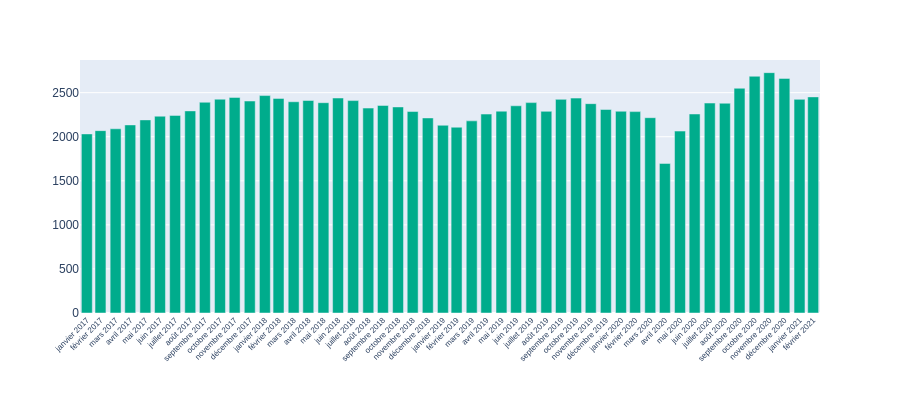 2500
2000
1500
1000
500
0
janvier 2017
février 2017
mars 2017
avril 2017
mai 2017
juin 2017
juillet 2017
août 2017
septembre 2017
octobre 2017
novembre 2017
décembre 2017
janvier 2018
février 2018
mars 2018
avril 2018
mai 2018
juin 2018
juillet 2018
août 2018
septembre 2018
octobre 2018
novembre 2018
décembre 2018
janvier 2019
février 2019
mars 2019
avril 2019
mai 2019
juin 2019
juillet 2019
août 2019
septembre 2019
octobre 2019
novembre 2019
décembre 2019
janvier 2020
février 2020
mars 2020
avril 2020
mai 2020
juin 2020
juillet 2020
août 2020
septembre 2020
octobre 2020
novembre 2020
décembre 2020
janvier 2021
février 2021